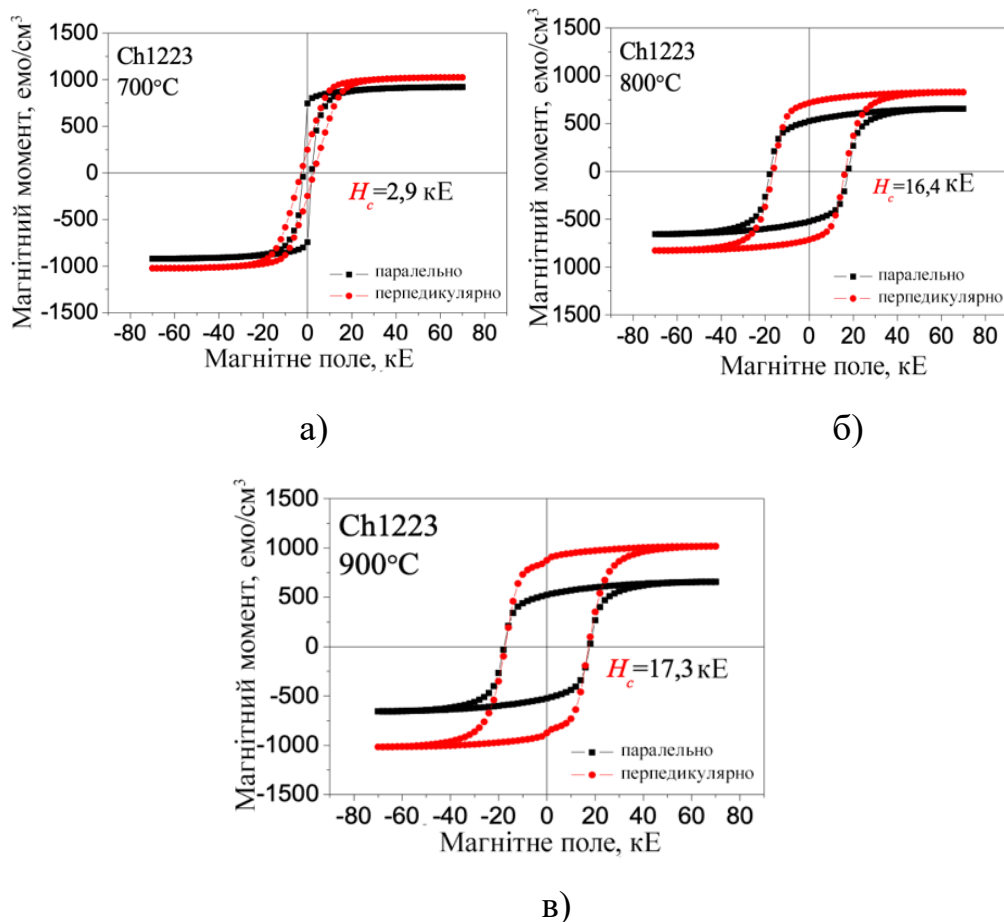 Магнітний момент, емо/см³
1500
1000
500
0
-500
-1000
-1500
Ch1223
700°C
Hc=2,9 кЕ
паралельно
перпедикулярно
-80 -60 -40 -20 0 20 40 60 80
Магнітне поле, кЕ
а)
Магнітний момент, емо/см³
1500
1000
500
0
500
1000
1500
Ch1223
800°C
Hc=16,4 кЕ
паралельно
перпедикулярно
-80 -60 -40 -20 0 20 40 60 80
Магнітне поле, кЕ
б)
Магнітний момент, емо/см³
1500
1000
500
0
-500
-1000
-1500
Ch1223
900°C
Hc=17,3 кЕ
паралельно
перпедикулярно
-80 -60 -40 -20 0 20 40 60 80
Магнітне поле, кЕ
в)